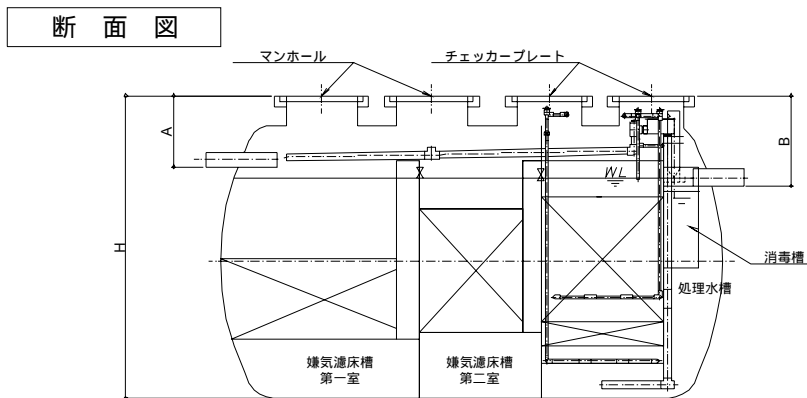 断面図
マンホール
チェッカープレート
A
B
WL
H
消毒槽
処理水槽
嫌気濾床槽
第一室
嫌気濾床槽
第二室